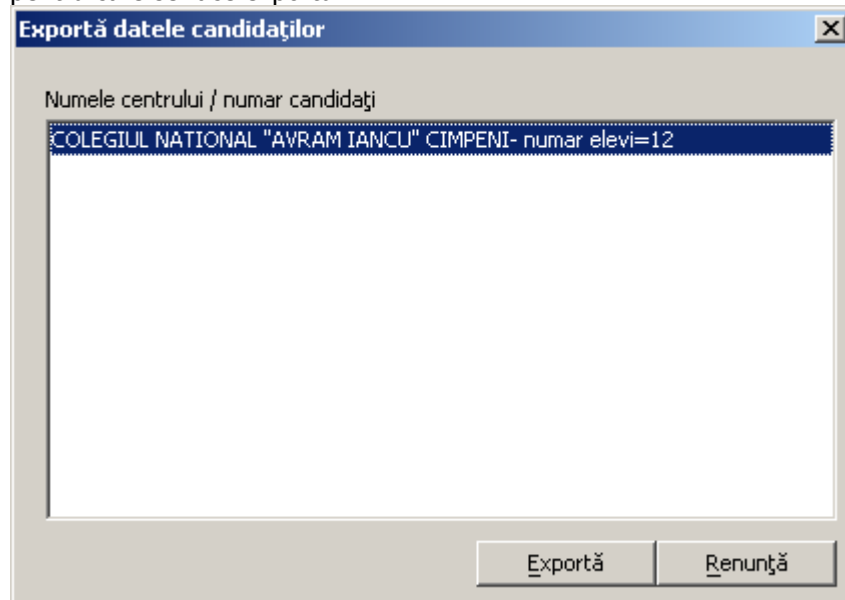 Exportă datele candidaţilor
Numele centrului / numar candidaţi
COLEGIUL NATIONAL "AVRAM IANCU" CIMPENI- numar elevi=12
Exportă Renunţă